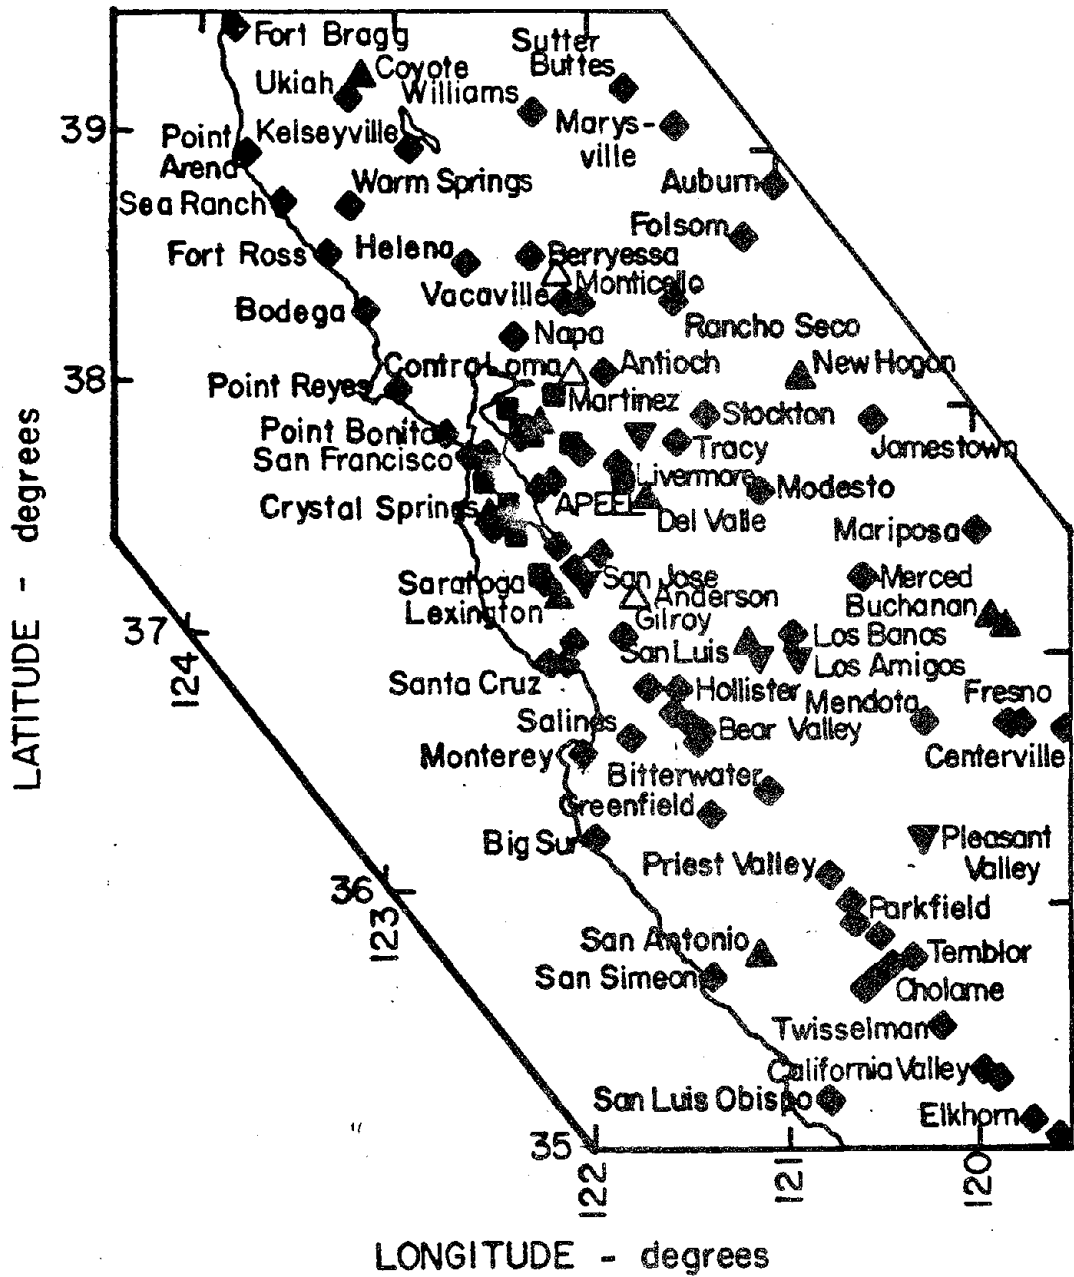 Fort Bragg
Sutter
Buttes
Ukiah
Coyote
Williams
39
Point
Arena
Kelseyville
Marys-
ville
Warm Springs
Auburn
Sea Ranch
Folsom
Fort Ross
Helena
Berryessa
Monticello
Vacaville
Bodega
Rancho Seco
Napa
Contra Loma
Antioch
New Hogan
38
Point Reyes
Martinez
Stockton
Jamestown
Point Bonita
Tracy
San Francisco
Livermore
Modesto
Crystal Springs
APEEL
Del Valle
Mariposa
Saratoga
San Jose
Merced
Lexington
Anderson
Buchanan
Gilroy
37
Los Banos
San Luis
Los Amigos
124
Santa Cruz
Hollister
Mendota
Fresno
Salines
Bear Valley
Monterey
Centerville
Bitterwater
Greenfield
Big Sur
Pleasant
Valley
Priest Valley
36
123
Parkfield
San Antonio
Temblor
San Simeon
Cholame
Twisselman
California Valley
San Luis Obispo
Elkhorn
35
122
121
120
LATITUDE - degrees
LONGITUDE - degrees